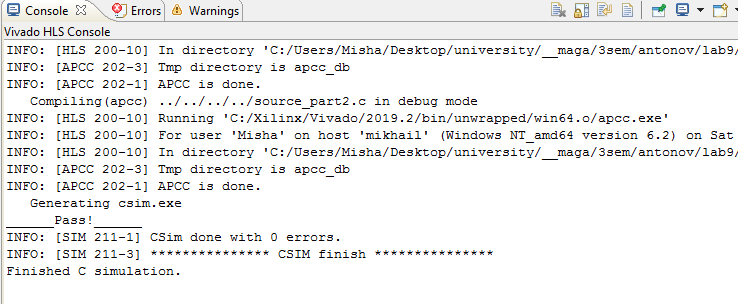 Console Errors Warnings
Vivado HLS Console
INFO: [HLS 200-10] In directory 'C:/Users/Misha/Desktop/university/__maga/3sem/antonov/lab9/
INFO: [APCC 202-3] Tmp directory is apcc_db
INFO: [APCC 202-1] APCC is done.
Compiling(apcc) ../../../../source_part2.c in debug mode
INFO: [HLS 200-10] Running 'C:/Xilinx/Vivado/2019.2/bin/unwrapped/win64.o/apcc.exe'
INFO: [HLS 200-10] For user 'Misha' on host 'mikhail' (Windows NT_amd64 version 6.2) on Sat
INFO: [HLS 200-10] In directory 'C:/Users/Misha/Desktop/university/__maga/3sem/antonov/lab9/
INFO: [APCC 202-3] Tmp directory is apcc_db
INFO: [APCC 202-1] APCC is done.
Generating csim.exe
______Pass!______
INFO: [SIM 211-1] CSim done with 0 errors.
INFO: [SIM 211-3] *************** CSIM finish ***************
Finished C simulation.